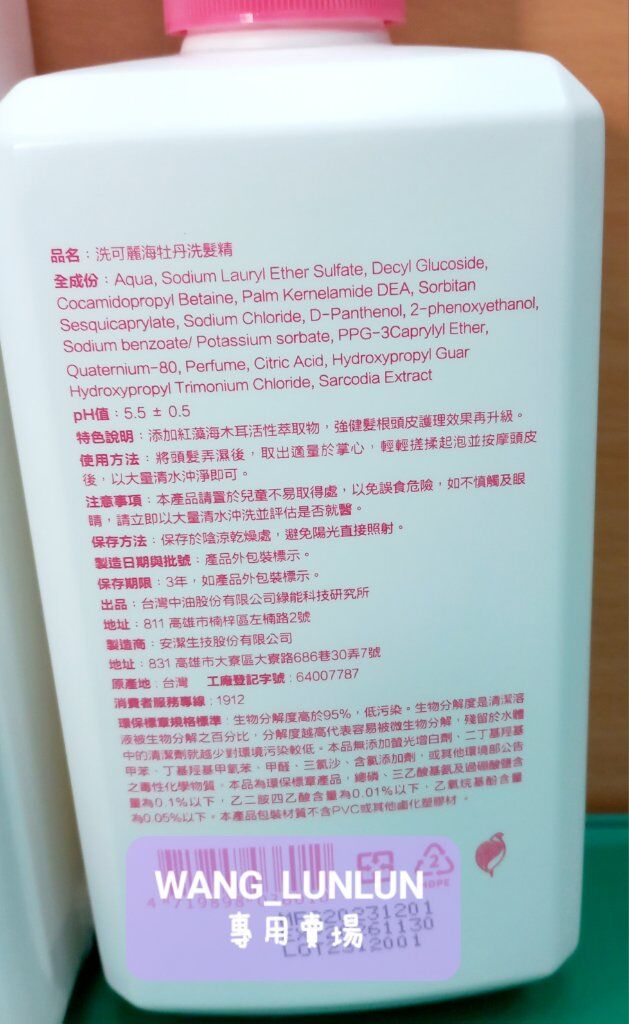 品名：洗可麗海牡丹洗髮精
全成份：Aqua, Sodium Lauryl Ether Sulfate, Decyl Glucoside,
Cocamidopropyl Betaine, Palm Kernelamide DEA, Sorbitan
Sesquicaprylate, Sodium Chloride, D-Panthenol, 2-phenoxyethanol,
Sodium benzoate/ Potassium sorbate, PPG-3Caprylyl Ether,
Quaternium-80, Perfume, Citric Acid, Hydroxypropyl Guar
Hydroxypropyl Trimonium Chloride, Sarcodia Extract
pH值：5.5 ± 0.5
特色說明：添加紅藻海木耳活性萃取物，強健髮根頭皮護理效果再升級。
使用方法：將頭髮弄濕後，取出適量於掌心，輕輕搓揉起泡並按摩頭皮
後，以大量清水沖淨即可。
注意事項：本產品請置於兒童不易取得處，以免誤食危險，如不慎觸及眼
睛，請立即以大量清水沖洗並評估是否就醫。
保存方法：保存於陰涼乾燥處，避免陽光直接照射。
製造日期與批號：產品外包裝標示。
保存期限：3年，如產品外包裝標示。
出品：台灣中油股份有限公司綠能科技研究所
地址：811 高雄市楠梓區左楠路2號
製造商：安潔生技股份有限公司
地址：831 高雄市大寮區大寮路686巷30弄7號
原產地：台灣 工廠登記字號：64007787
消費者服務專線：1912
環保標章規格標準：生物分解度高於95%，低污染。生物分解度是清潔溶
液被生物分解之百分比，分解度越高代表容易被微生物分解，殘留於水體
中的清潔劑就越少對環境污染較低。本品無添加螢光增白劑、二丁基羥基
甲苯、丁基羥基甲氧苯、甲醛、三氯沙、含氯添加劑，或其他環境部公告
之毒性化學物質。本品為環保標章產品，總磷、三乙酸基氨及過硼酸鹽含
量為0.1%以下，乙二胺四乙酸含量為0.01%以下，乙氧烷基酚含量
為0.05%以下。本產品包裝材質不含PVC或其他鹵化塑膠材。
2
HDPE
WANG_LUNLUN
專用賣場
4 719898
20231201
261130
LOT2312001